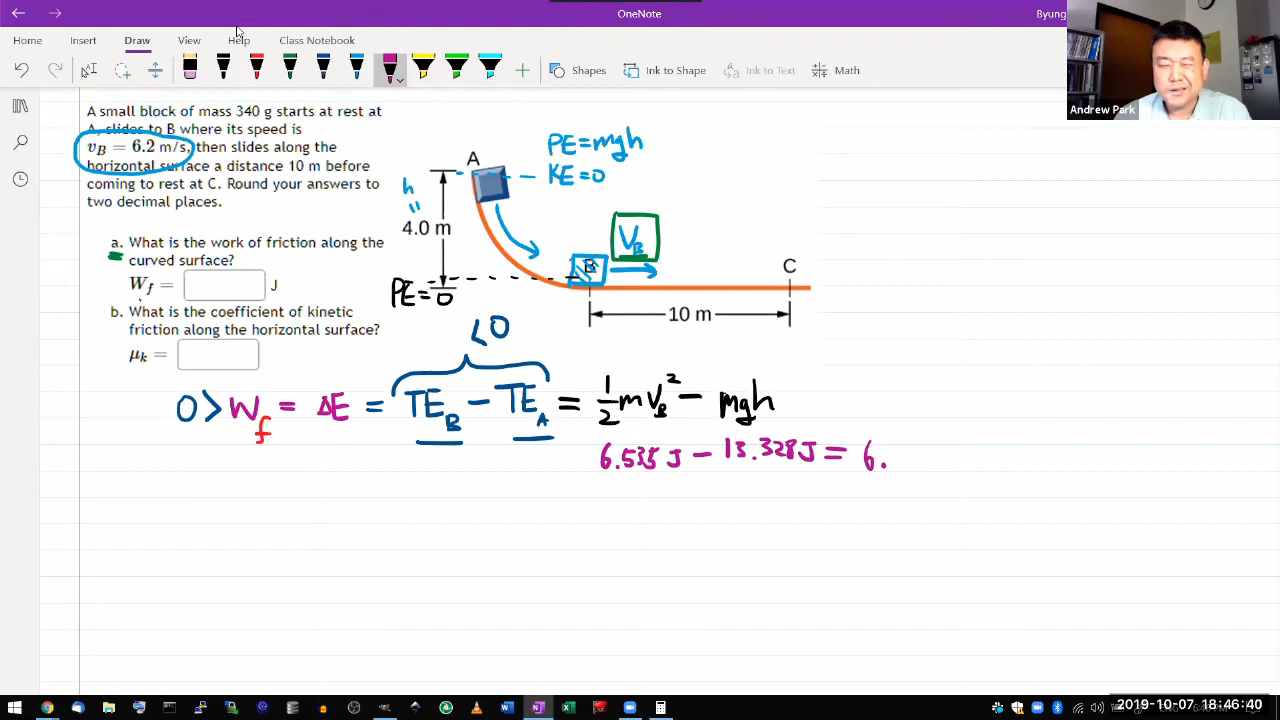 OneNote
Byung
Home Insert Draw View Help Class Notebook
Shapes Ink to Shape Ink to Text Math
Andrew Park
A small block of mass 340 g starts at rest at
A, slides to B where its speed is
v_B = 6.2 m/s, then slides along the
horizontal surface a distance 10 m before
coming to rest at C. Round your answers to
two decimal places.
a. What is the work of friction along the
curved surface?
W_f = J
b. What is the coefficient of kinetic
friction along the horizontal surface?
μ_k =
A
PE=mgh
KE=0
h
"
4.0 m
V_B
B
C
PE=0
10 m
<0
0 > W_f = ΔE = TE_B - TE_A = 1/2 m V_B^2 - mgh
6.535 J - 13.328 J = 6.
2019-10-07 18:46:40